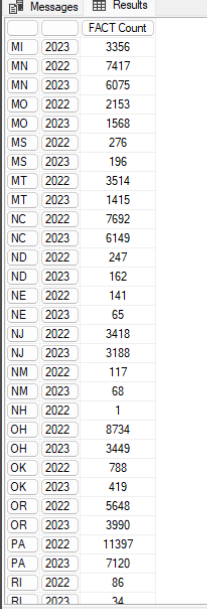 Messages Results
FACT Count
MI 2023 3356
MN 2022 7417
MN 2023 6075
MO 2022 2153
MO 2023 1568
MS 2022 276
MS 2023 196
MT 2022 3514
MT 2023 1415
NC 2022 7692
NC 2023 6149
ND 2022 247
ND 2023 162
NE 2022 141
NE 2023 65
NJ 2022 3418
NJ 2023 3188
NM 2022 117
NM 2023 68
NH 2022 1
OH 2022 8734
OH 2023 3449
OK 2022 788
OK 2023 419
OR 2022 5648
OR 2023 3990
PA 2022 11397
PA 2023 7120
RI 2022 86
RI 2023 34